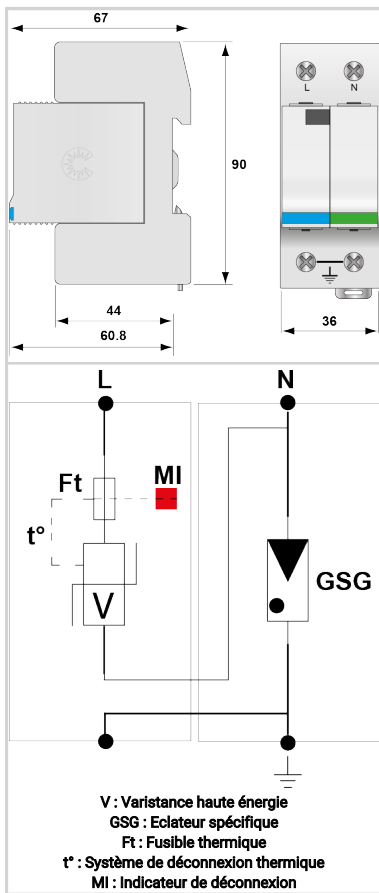 67
90
44
60.8
L N
36
L N
Ft MI
t°
V
GSG
V : Varistance haute énergie
GSG : Eclateur spécifique
Ft : Fusible thermique
t° : Système de déconnexion thermique
MI : Indicateur de déconnexion